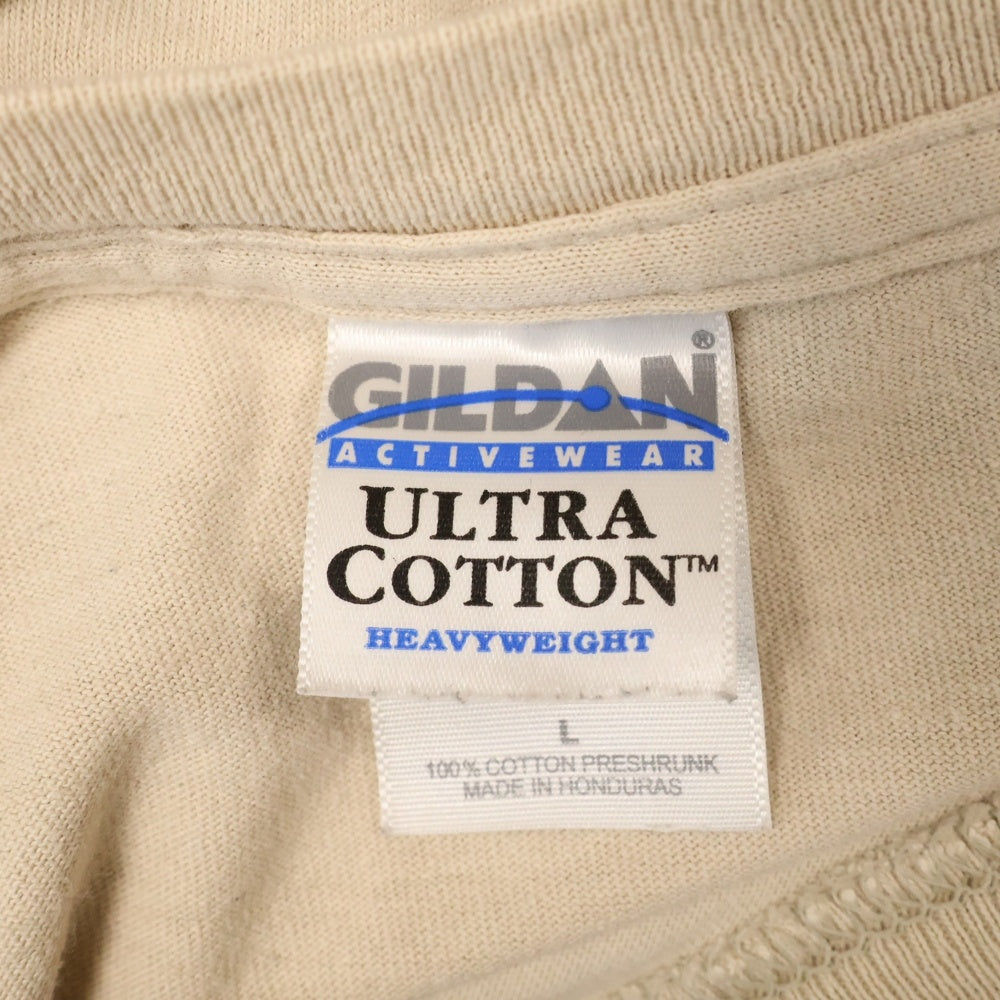 GILDAN®
ACTIVEWEAR
ULTRA
COTTON™
HEAVYWEIGHT
L
100% COTTON PRESHRUNK
MADE IN HONDURAS